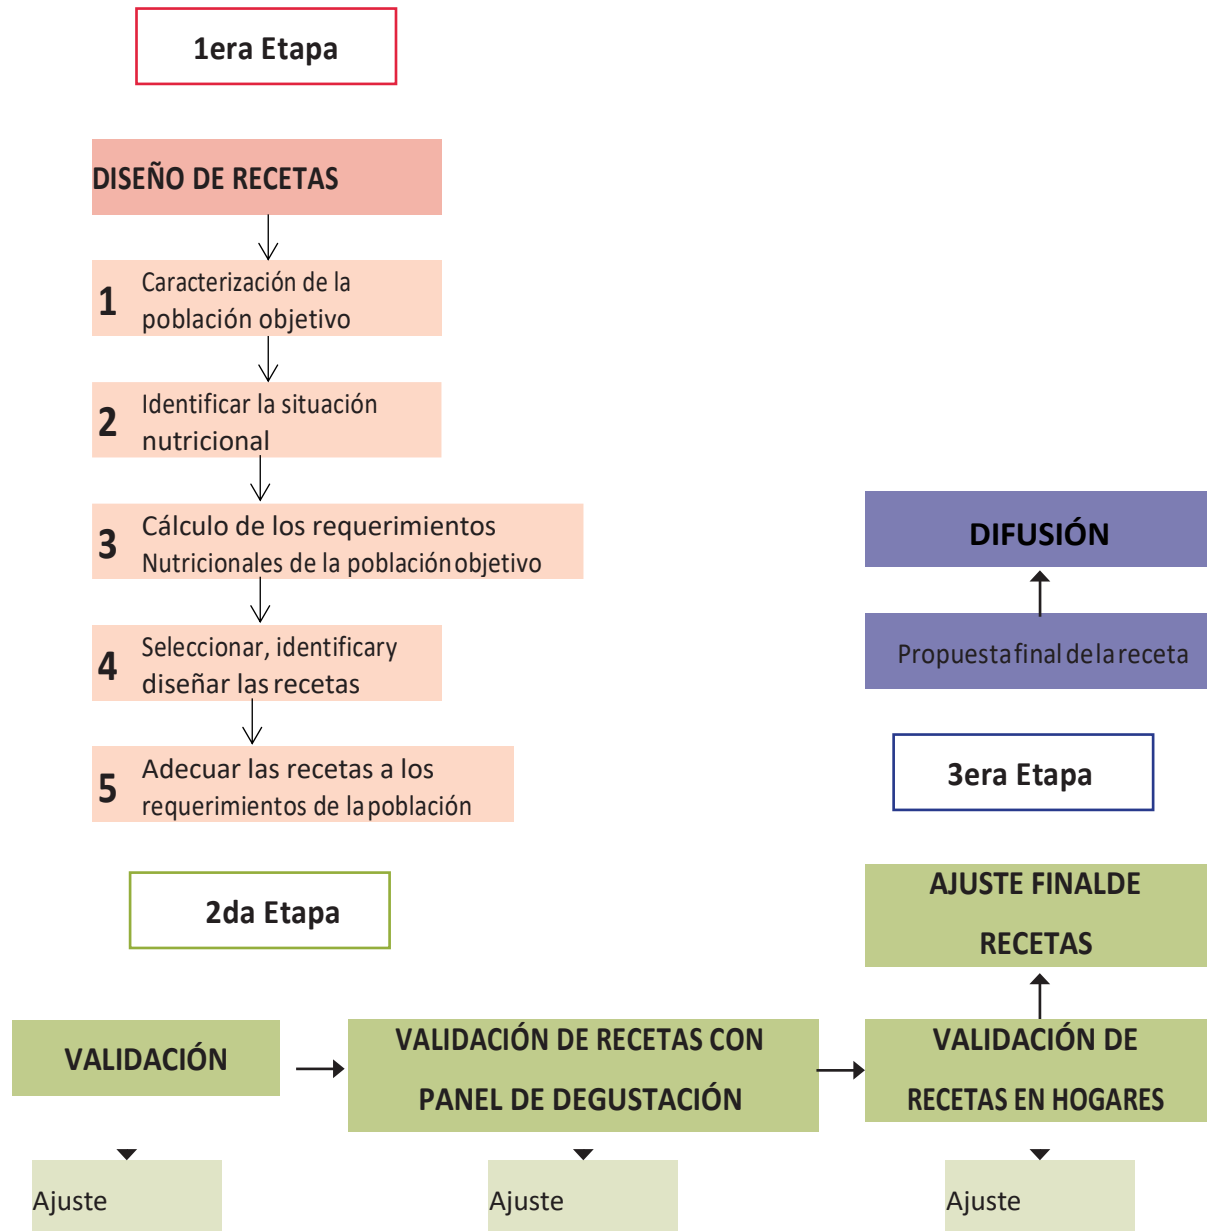 1era Etapa
DISEÑO DE RECETAS
1
Caracterización de la
población objetivo
2
Identificar la situación
nutricional
3
Cálculo de los requerimientos
Nutricionales de la población objetivo
4
Seleccionar, identificary
diseñar las recetas
5
Adecuar las recetas a los
requerimientos de la población
DIFUSIÓN
Propuesta final de la receta
3era Etapa
2da Etapa
AJUSTE FINALDE
RECETAS
VALIDACIÓN
VALIDACIÓN DE RECETAS CON
PANEL DE DEGUSTACIÓN
VALIDACIÓN DE
RECETAS EN HOGARES
Ajuste
Ajuste
Ajuste